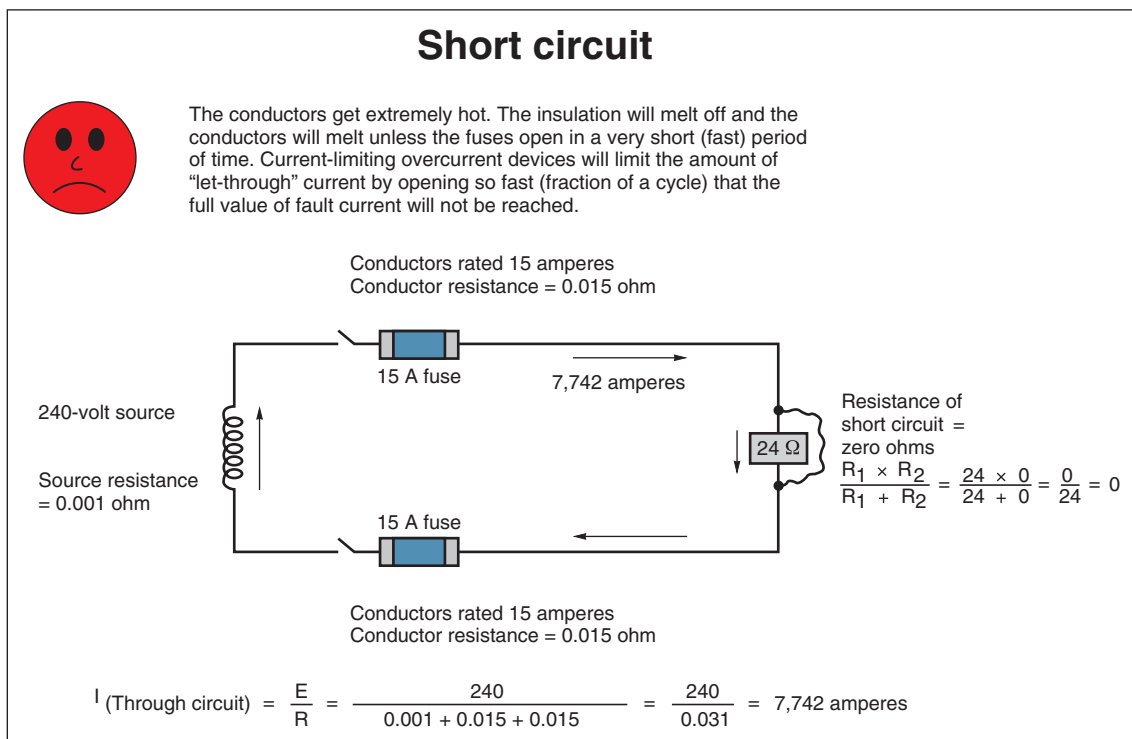 Short circuit
The conductors get extremely hot. The insulation will melt off and the
conductors will melt unless the fuses open in a very short (fast) period
of time. Current-limiting overcurrent devices will limit the amount of
“let-through” current by opening so fast (fraction of a cycle) that the
full value of fault current will not be reached.
Conductors rated 15 amperes
Conductor resistance = 0.015 ohm
15 A fuse
7,742 amperes
240-volt source
Source resistance
= 0.001 ohm
24 Ω
Resistance of
short circuit =
zero ohms
R₁ × R₂ / R₁ + R₂ = 24 × 0 / 24 + 0 = 0 / 24 = 0
15 A fuse
Conductors rated 15 amperes
Conductor resistance = 0.015 ohm
I (Through circuit) = E / R = 240 / 0.001 + 0.015 + 0.015 = 240 / 0.031 = 7,742 amperes